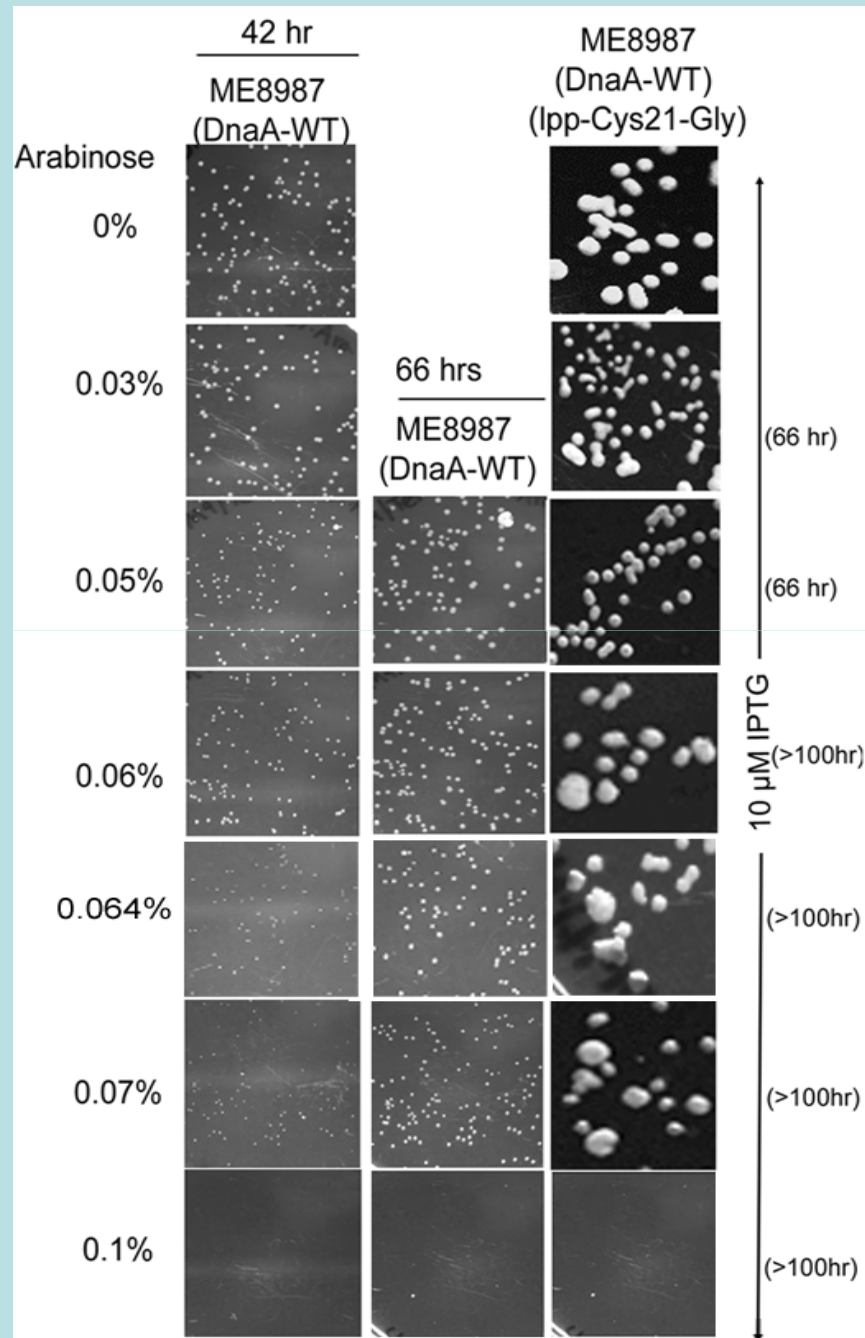 42 hr
ME8987
(DnaA-WT)
ME8987
(DnaA-WT)
(lpp-Cys21-Gly)
Arabinose
0%
0.03%
66 hrs
ME8987
(DnaA-WT)
(66 hr)
0.05%
(66 hr)
0.06%
(>100hr)
10 µM IPTG
0.064%
(>100hr)
0.07%
(>100hr)
0.1%
(>100hr)